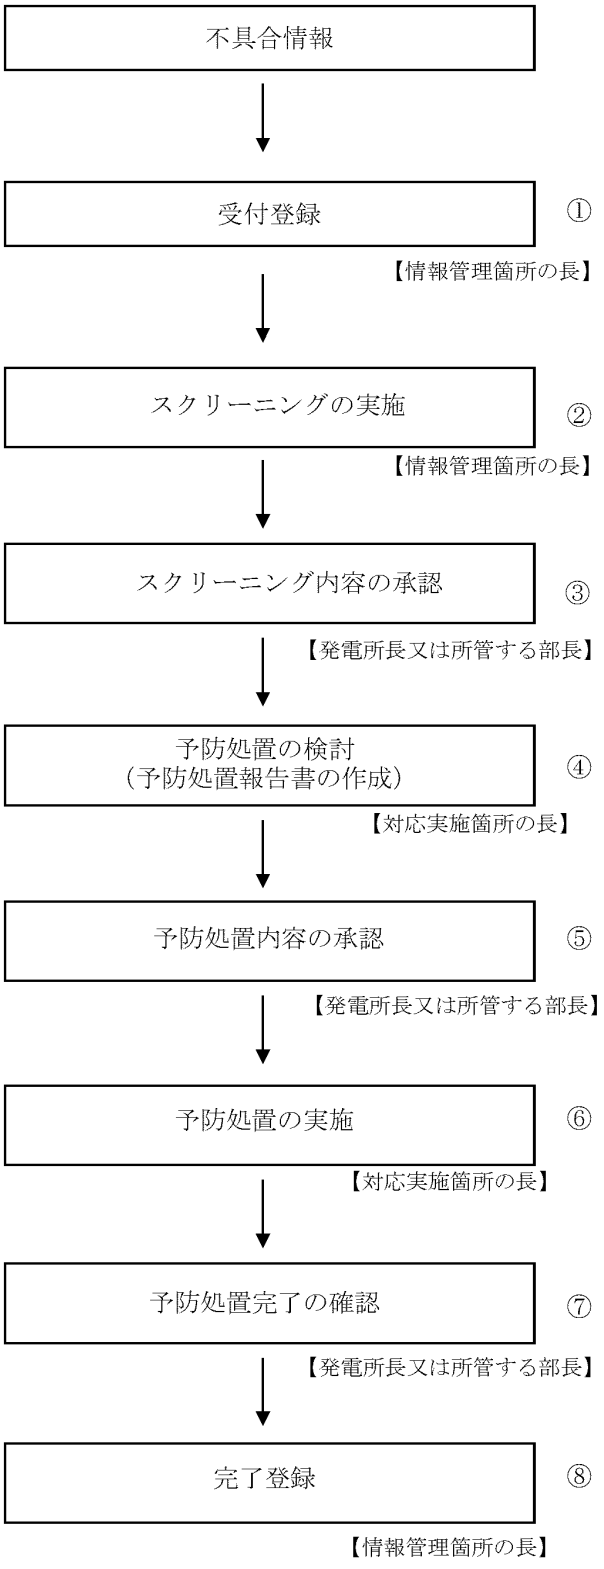 不具合情報
受付登録
①
【情報管理箇所の長】
スクリーニングの実施
②
【情報管理箇所の長】
スクリーニング内容の承認
③
【発電所長又は所管する部長】
予防処置の検討
（予防処置報告書の作成）
④
【対応実施箇所の長】
予防処置内容の承認
⑤
【発電所長又は所管する部長】
予防処置の実施
⑥
【対応実施箇所の長】
予防処置完了の確認
⑦
【発電所長又は所管する部長】
完了登録
⑧
【情報管理箇所の長】